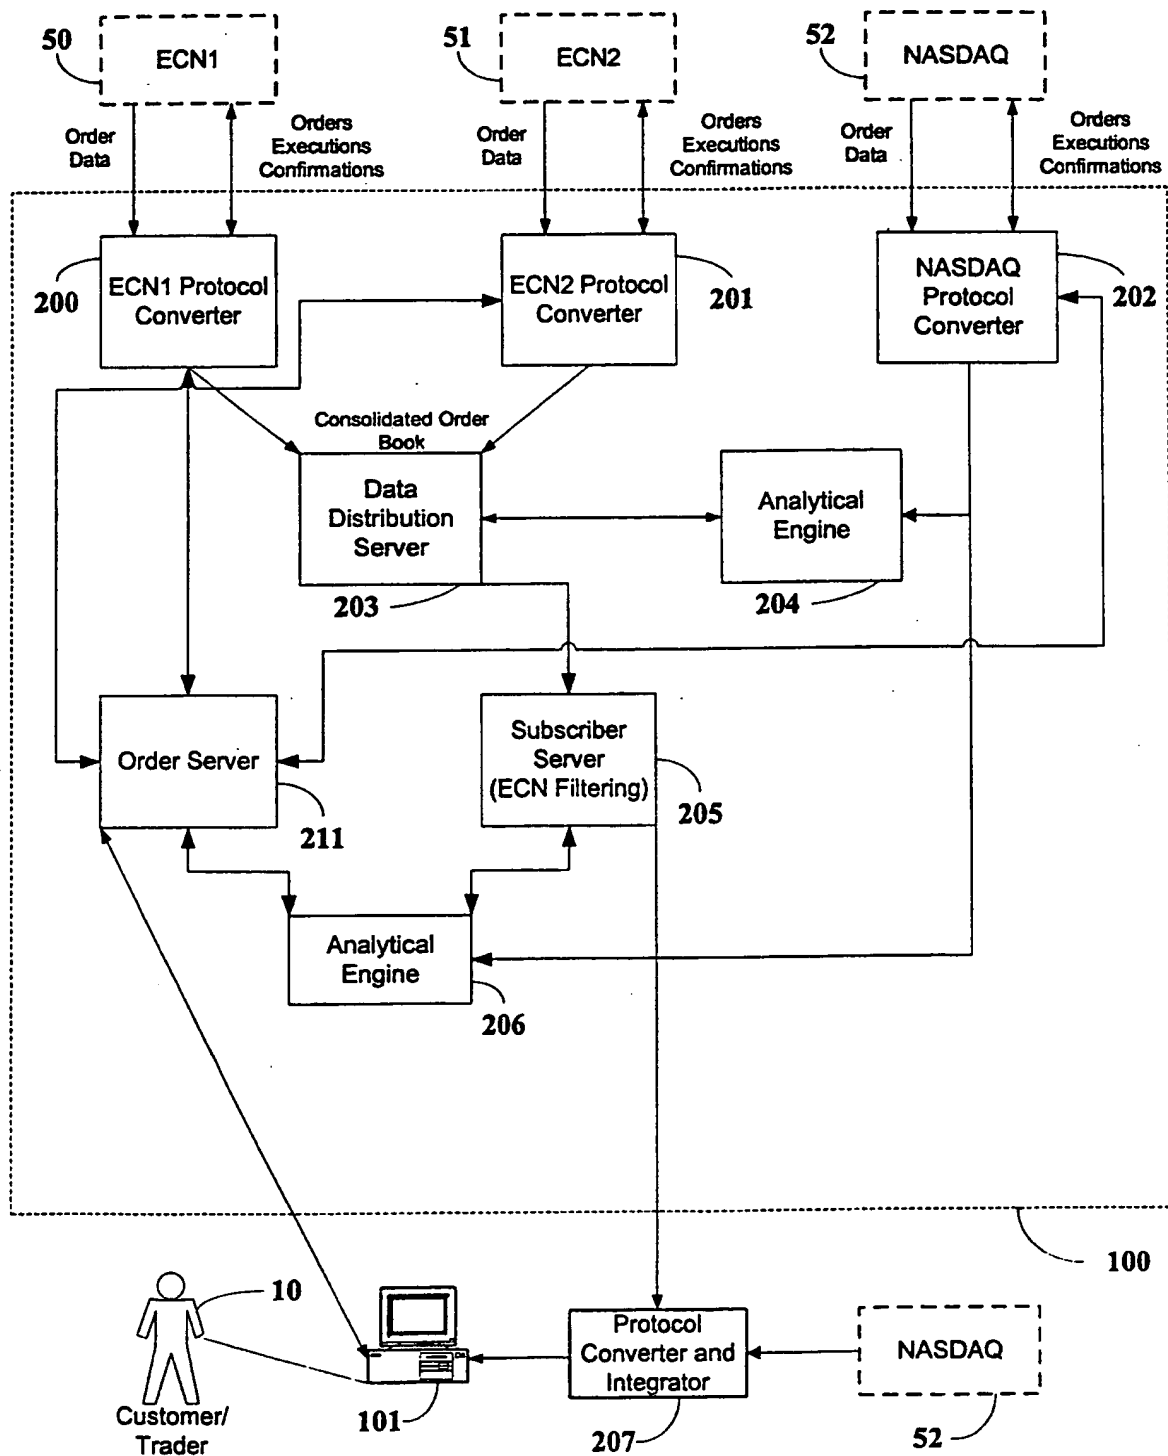 50
ECN1
51
ECN2
52
NASDAQ
Order
Data
Orders
Executions
Confirmations
Order
Data
Orders
Executions
Confirmations
Order
Data
Orders
Executions
Confirmations
200
ECN1 Protocol
Converter
ECN2 Protocol
Converter
201
NASDAQ
Protocol
Converter
202
Consolidated Order
Book
Data
Distribution
Server
203
Analytical
Engine
204
Order Server
211
Subscriber
Server
(ECN Filtering)
205
Analytical
Engine
206
100
10
Customer/
Trader
101
Protocol
Converter and
Integrator
207
NASDAQ
52